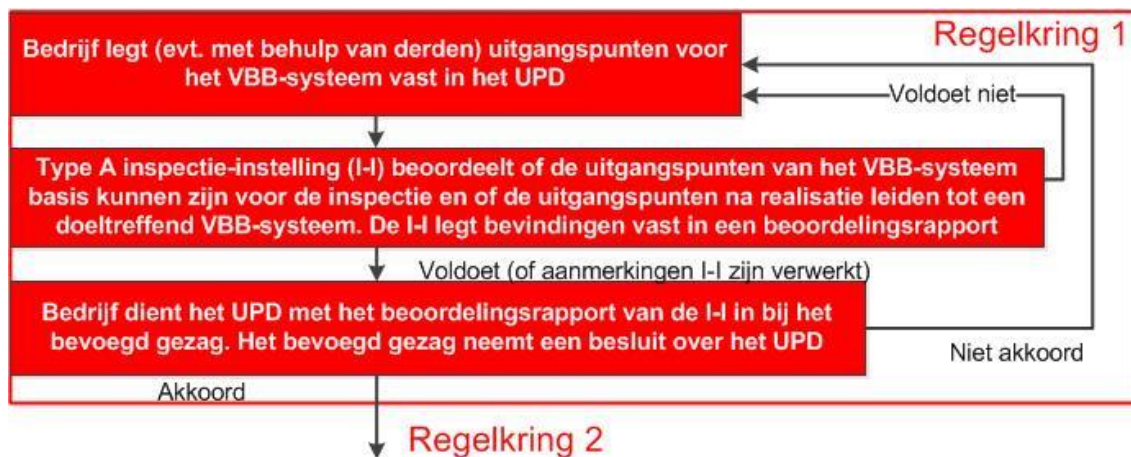 Regelkring 1
Bedrijf legt (evt. met behulp van derden) uitgangspunten voor
het VBB-systeem vast in het UPD
Voldoet niet
Type A inspectie-instelling (I-I) beoordeelt of de uitgangspunten van het VBB-systeem
basis kunnen zijn voor de inspectie en of de uitgangspunten na realisatie leiden tot een
doeltreffend VBB-systeem. De I-I legt bevindingen vast in een beoordelingsrapport
Voldoet (of aanmerkingen I-I zijn verwerkt)
Bedrijf dient het UPD met het beoordelingsrapport van de I-I in bij het
bevoegd gezag. Het bevoegd gezag neemt een besluit over het UPD
Niet akkoord
Akkoord
Regelkring 2